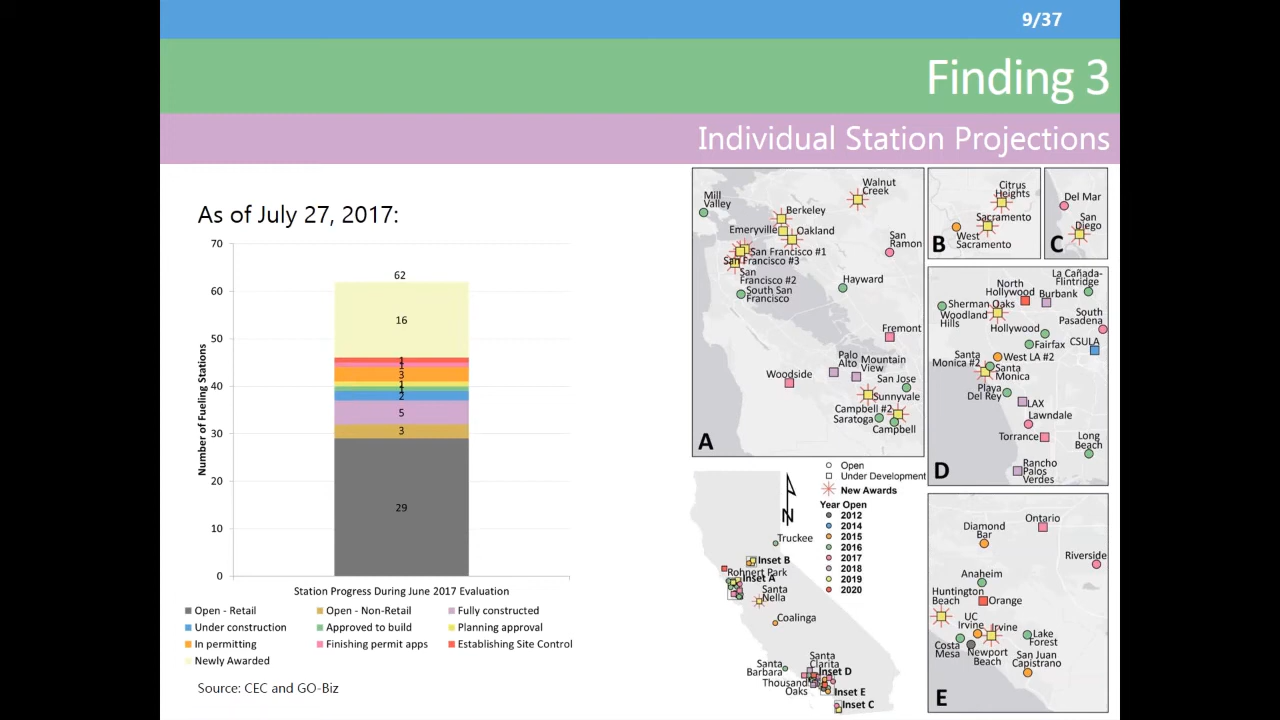 9/37
Finding 3
Individual Station Projections
As of July 27, 2017:
Number of Fueling Stations
70
60
50
40
30
20
10
0
62
16
1
1
3
1
1
2
5
3
29
Station Progress During June 2017 Evaluation
Open - Retail
Open - Non-Retail
Fully constructed
Under construction
Approved to build
Planning approval
In permitting
Finishing permit apps
Establishing Site Control
Newly Awarded
Source: CEC and GO-Biz
Mill
Valley
Walnut
Creek
Berkeley
Emeryville
Oakland
San
Ramon
San Francisco #1
San Francisco #3
San
Francisco #2
South San
Francisco
Hayward
Fremont
Palo
Alto
Mountain
View
Woodside
San Jose
Sunnyvale
Campbell #2
Saratoga
Campbell
A
Citrus
Heights
Sacramento
West
Sacramento
B
Del Mar
San
Diego
C
La Cañada-
Flintridge
North
Hollywood
Burbank
Sherman Oaks
Woodland
Hills
South
Pasadena
Hollywood
Fairfax
CSULA
Santa
Monica #2
West LA #2
Santa
Monica
Playa
Del Rey
LAX
Lawndale
Torrance
Long
Beach
Rancho
Palos
Verdes
D
Open
Under Development
New Awards
Year Open
2012
2014
2015
2016
2017
2018
2019
2020
N
Truckee
Inset B
Rohnert Park
Inset A
Santa
Nella
Coalinga
Santa
Barbara
Santa
Clarita
Inset D
Thousand
Oaks
Inset E
Inset C
Ontario
Diamond
Bar
Riverside
Anaheim
Huntington
Beach
Orange
UC
Irvine
Irvine
Lake
Forest
Costa
Mesa
Newport
Beach
San Juan
Capistrano
E